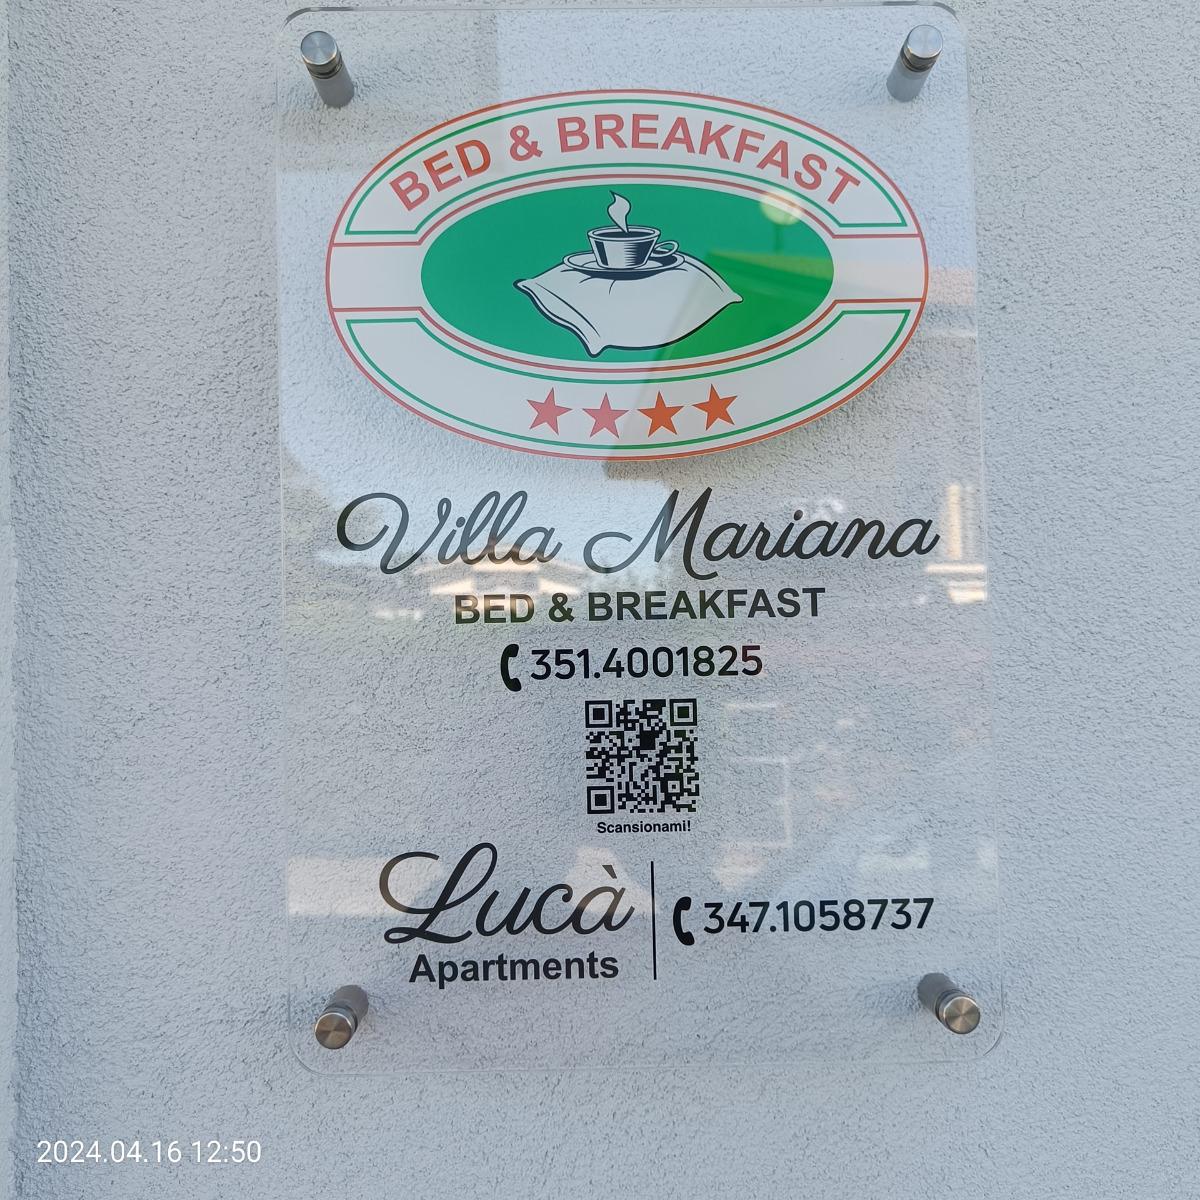 BED & BREAKFAST
Villa Mariana
BED & BREAKFAST
351.4001825
Scansionami!
Lucà
Apartments
347.1058737
2024.04.16 12:50